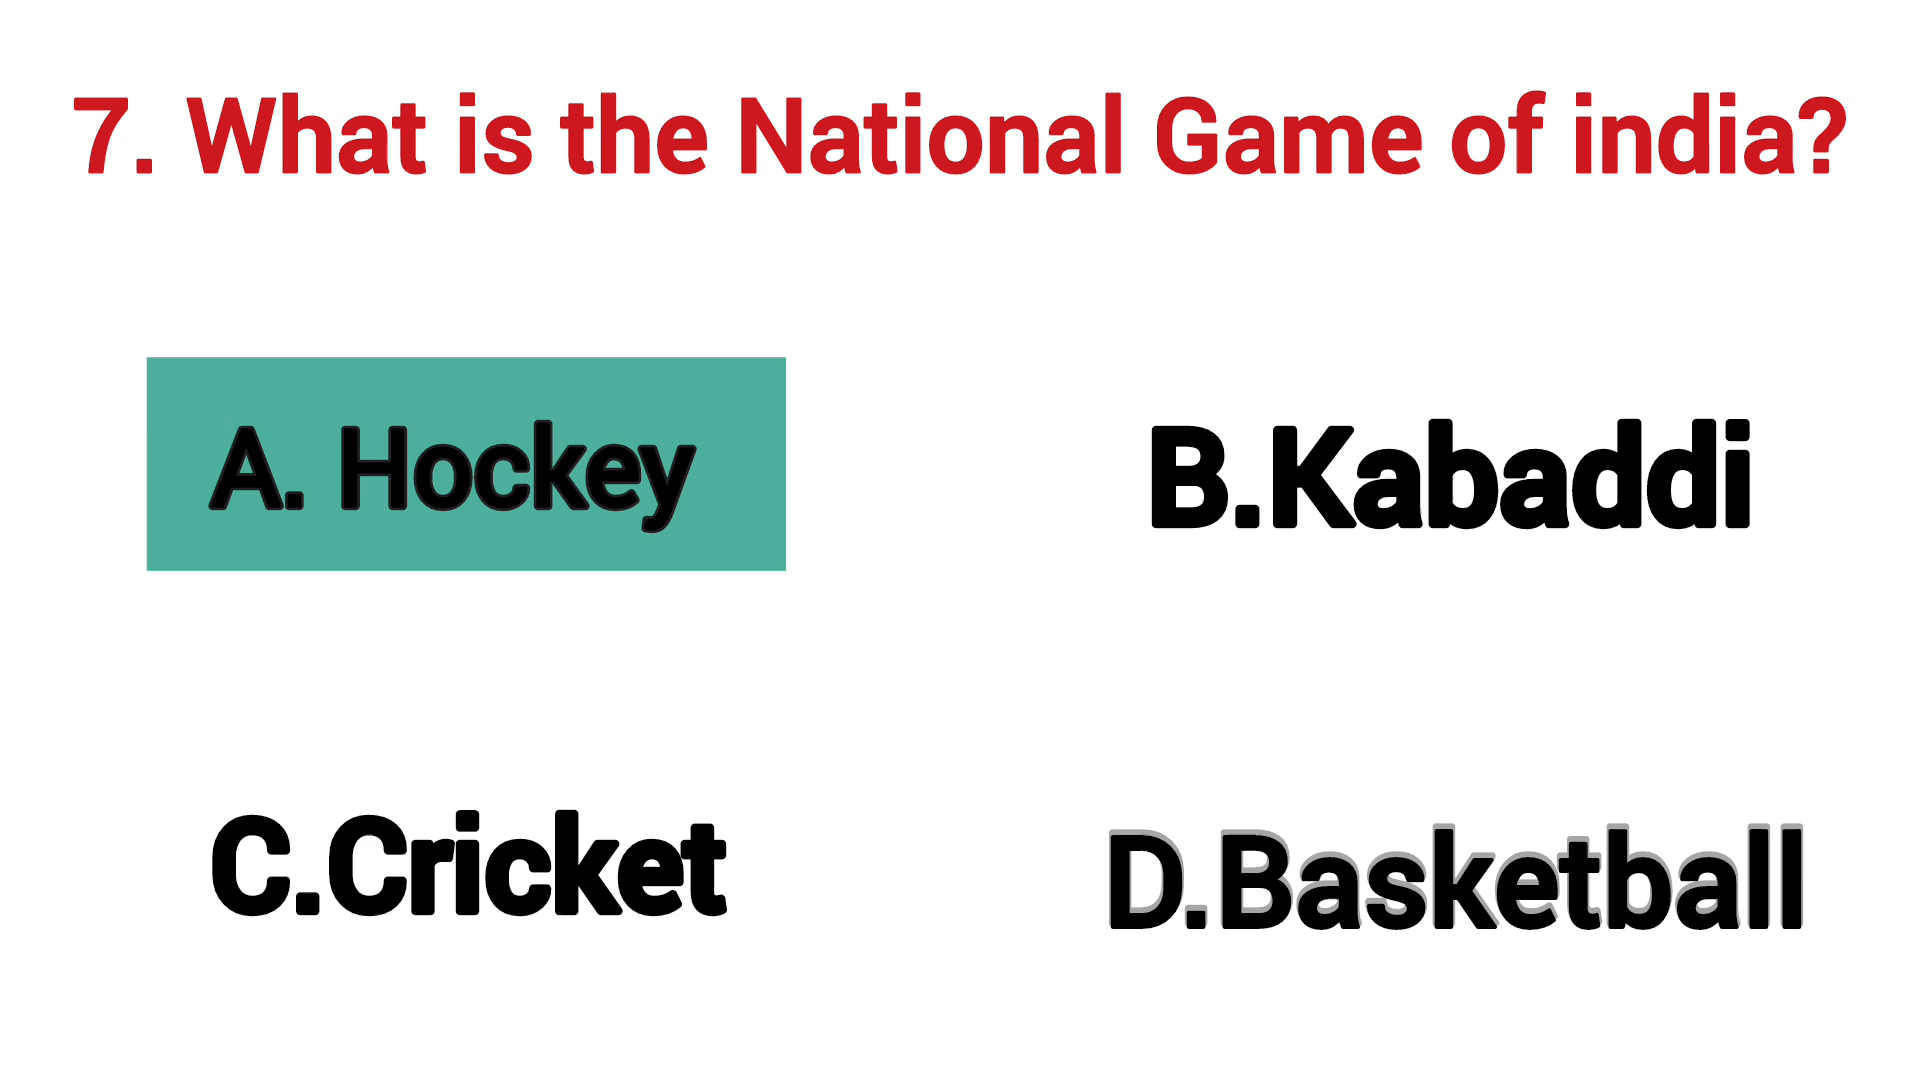 7. What is the National Game of india?
A. Hockey
B.Kabaddi
C.Cricket
D.Basketball